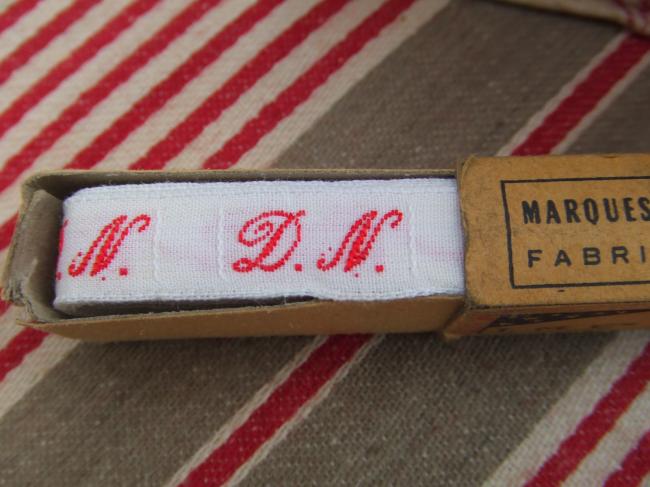 .N. D. N.
MARQUES
FABRI